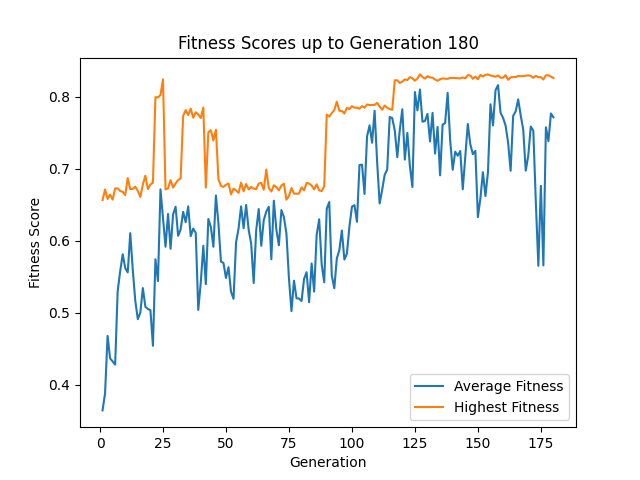 Fitness Scores up to Generation 180
Fitness Score
0.8
0.7
0.6
0.5
0.4
0
25
50
75
100
125
150
175
Generation
Average Fitness
Highest Fitness